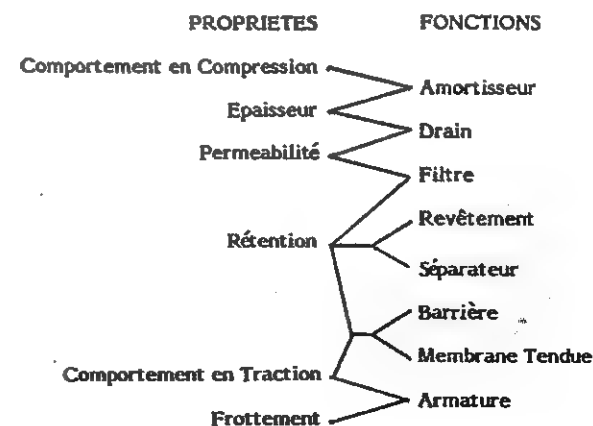 PROPRIETES FONCTIONS
Comportement en Compression
Amortisseur
Epaisseur
Drain
Permeabilité
Filtre
Revêtement
Rétention
Séparateur
Barrière
Membrane Tendue
Comportement en Traction
Armature
Frottement